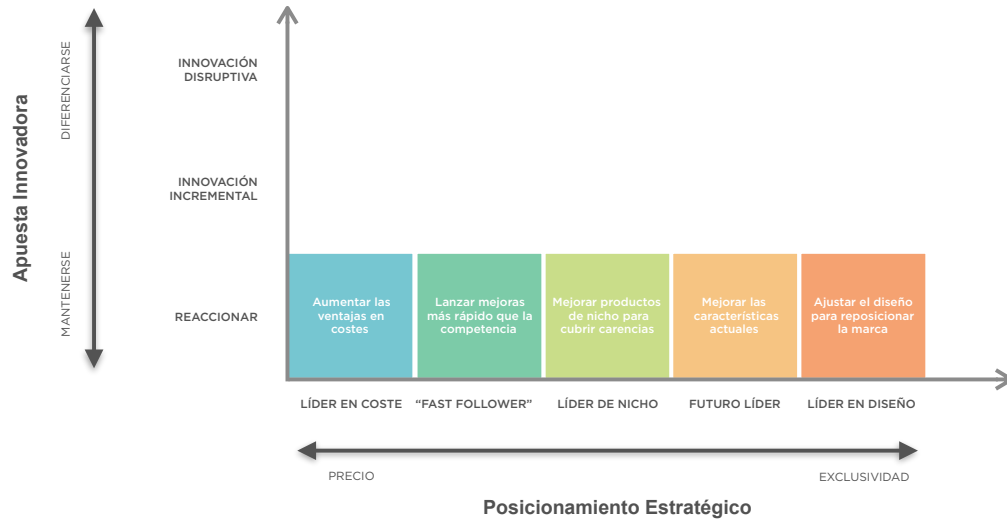 Apuesta Innovadora
DIFERENCIARSE
MANTENERSE
INNOVACIÓN
DISRUPTIVA
INNOVACIÓN
INCREMENTAL
REACCIONAR
Aumentar las
ventajas en
costes
Lanzar mejoras
más rápido que la
competencia
Mejorar productos
de nicho para
cubrir carencias
Mejorar las
características
actuales
Ajustar el diseño
para reposicionar
la marca
LÍDER EN COSTE
“FAST FOLLOWER”
LÍDER DE NICHO
FUTURO LÍDER
LÍDER EN DISEÑO
PRECIO
EXCLUSIVIDAD
Posicionamiento Estratégico